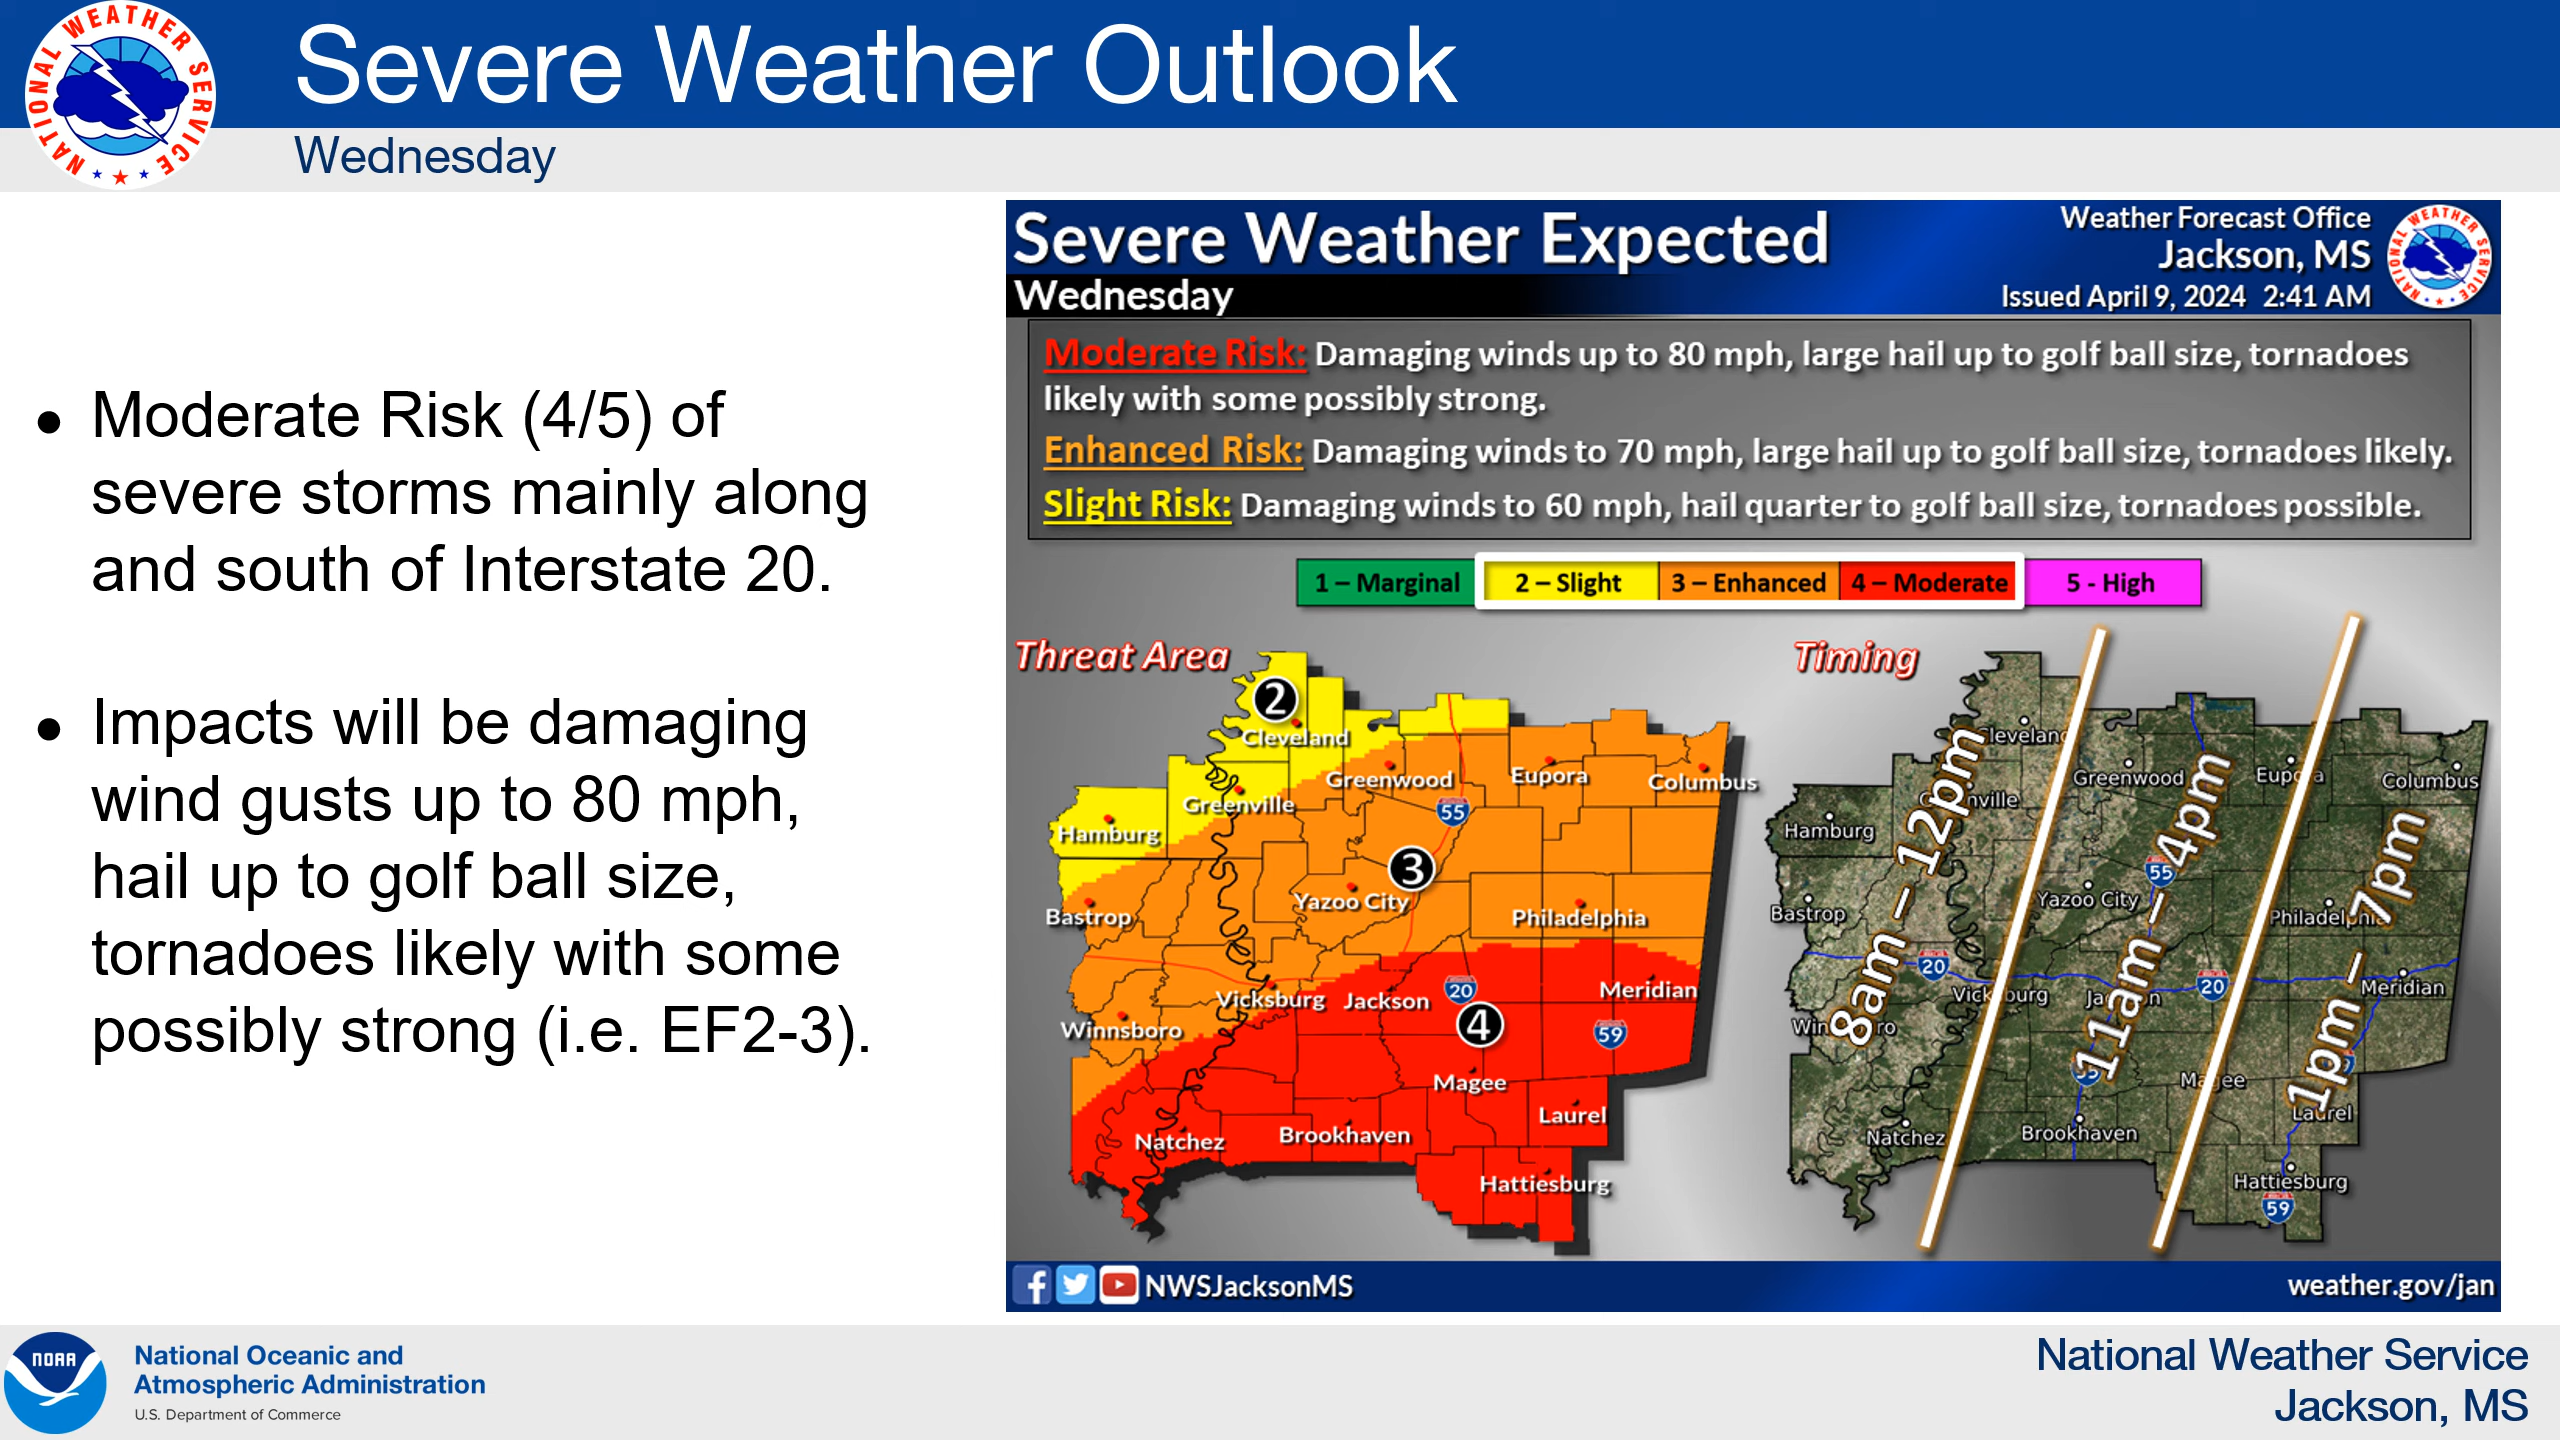 NATIONAL WEATHER SERVICE
Severe Weather Outlook
Wednesday
● Moderate Risk (4/5) of
severe storms mainly along
and south of Interstate 20.
● Impacts will be damaging
wind gusts up to 80 mph,
hail up to golf ball size,
tornadoes likely with some
possibly strong (i.e. EF2-3).
Severe Weather Expected
Wednesday
Weather Forecast Office
Jackson, MS
Issued April 9, 2024 2:41 AM
NATIONAL WEATHER SERVICE
Moderate Risk: Damaging winds up to 80 mph, large hail up to golf ball size, tornadoes
likely with some possibly strong.
Enhanced Risk: Damaging winds to 70 mph, large hail up to golf ball size, tornadoes likely.
Slight Risk: Damaging winds to 60 mph, hail quarter to golf ball size, tornadoes possible.
1 – Marginal 2 – Slight 3 – Enhanced 4 – Moderate 5 - High
Threat Area
2
Cleveland
Greenwood
Eupora
Columbus
Greenville
55
Hamburg
3
Yazoo City
Bastrop
Philadelphia
Vicksburg
Jackson
20
Meridian
Winnsboro
4
59
Magee
Laurel
Natchez
Brookhaven
Hattiesburg
Timing
8am – 12pm
11am – 4pm
1pm – 7pm
Greenwood
Columbus
Hamburg
55
Yazoo City
Bastrop
20
20
Meridian
Natchez
Brookhaven
Laurel
Hattiesburg
59
NWSJacksonMS
weather.gov/jan
NOAA
National Oceanic and
Atmospheric Administration
U.S. Department of Commerce
National Weather Service
Jackson, MS